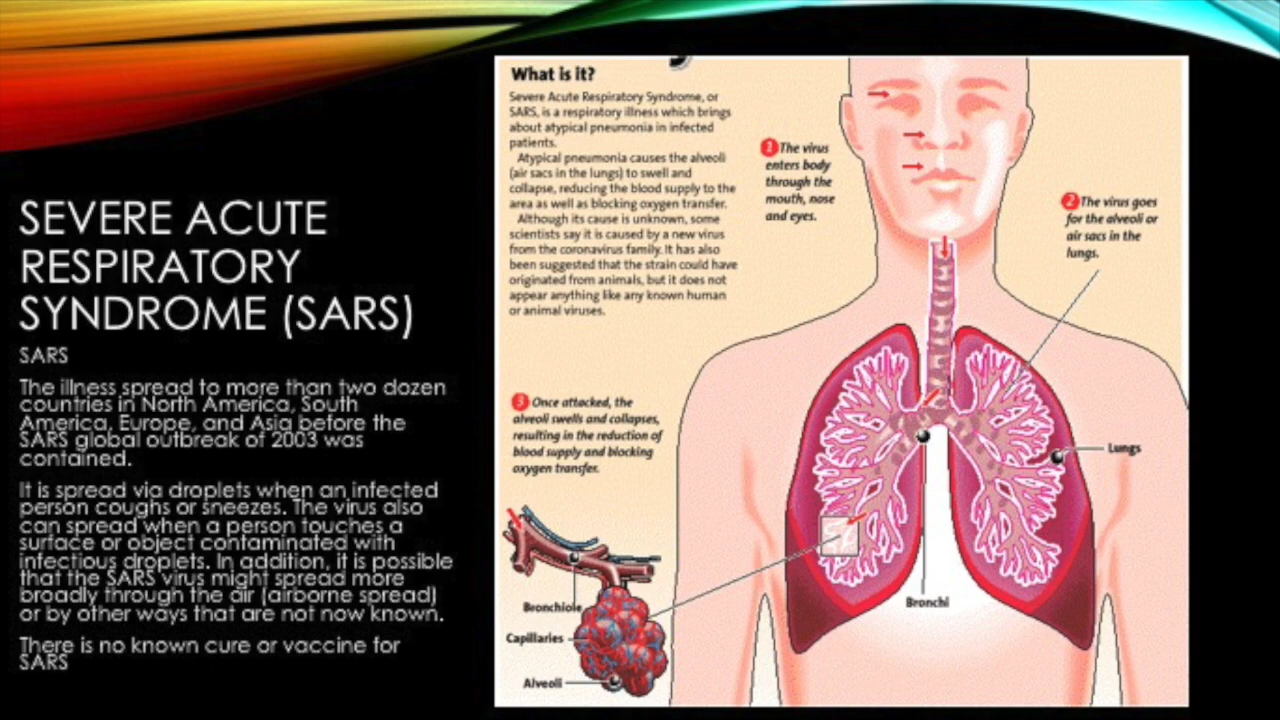 SEVERE ACUTE
RESPIRATORY
SYNDROME (SARS)
SARS
The illness spread to more than two dozen
countries in North America, South
America, Europe, and Asia before the
SARS global outbreak of 2003 was
contained.
It is spread via droplets when an infected
person coughs or sneezes. The virus also
can spread when a person touches a
surface or object contaminated with
infectious droplets. In addition, it is possible
that the SARS virus might spread more
broadly through the air (airborne spread)
or by other ways that are not now known.
There is no known cure or vaccine for
SARS
What is it?
Severe Acute Respiratory Syndrome, or
SARS, is a respiratory illness which brings
about atypical pneumonia in infected
patients.
Atypical pneumonia causes the alveoli
(air sacs in the lungs) to swell and
collapse, reducing the blood supply to the
area as well as blocking oxygen transfer.
Although its cause is unknown, some
scientists say it is caused by a new virus
from the coronavirus family. It has also
been suggested that the strain could have
originated from animals, but it does not
appear anything like any known human
or animal viruses.
1 The virus
enters body
through the
mouth, nose
and eyes.
2 The virus goes
for the alveoli or
air sacs in the
lungs.
3 Once attacked, the
alveoli swells and collapses,
resulting in the reduction of
blood supply and blocking
oxygen transfer.
Lungs
Bronchi
Bronchiole
Capillaries
Alveoli